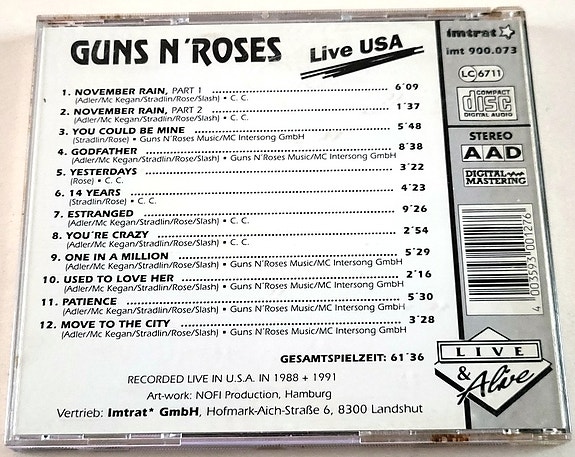 GUNS N'ROSES
Live USA
1. NOVEMBER RAIN, PART 1 6´09
(Adler/Mc Kegan/Stradlin/Rose/Slash) • C. C.
2. NOVEMBER RAIN, PART 2 1´37
(Adler/Mc Kegan/Stradlin/Rose/Slash) • C. C.
3. YOU COULD BE MINE 5´48
(Stradlin/Rose) • Guns N´Roses Music/MC Intersong GmbH
4. GODFATHER 8´38
(Adler/Mc Kegan/Stradlin/Rose/Slash) • Guns N´Roses Music/MC Intersong GmbH
5. YESTERDAYS 3´22
(Rose) • C. C.
6. 14 YEARS 4´23
(Stradlin/Rose) • C. C.
7. ESTRANGED 9´26
(Adler/Mc Kegan/Stradlin/Rose/Slash) • C. C.
8. YOU´RE CRAZY 2´54
(Adler/Mc Kegan/Stradlin/Rose/Slash) • C. C.
9. ONE IN A MILLION 5´29
(Adler/Mc Kegan/Stradlin/Rose/Slash) • Guns N´Roses Music/MC Intersong GmbH
10. USED TO LOVE HER 2´16
(Adler/Mc Kegan/Stradlin/Rose/Slash) • Guns N´Roses Music/MC Intersong GmbH
11. PATIENCE 5´30
(Adler/Mc Kegan/Stradlin/Rose/Slash) • Guns N´Roses Music/MC Intersong GmbH
12. MOVE TO THE CITY 3´28
(Adler/Mc Kegan/Stradlin/Rose/Slash) • Guns N´Roses Music/MC Intersong GmbH
GESAMTSPIELZEIT: 61´36
RECORDED LIVE IN U.S.A. IN 1988 + 1991
Art-work: NOFI Production, Hamburg
Vertrieb: Imtrat* GmbH, Hofmark-Aich-Straße 6, 8300 Landshut
imtrat
imt 900.073
LC 6711
COMPACT
disc
DIGITAL AUDIO
STEREO
AAD
DIGITAL
MASTERING
4 003593 001276
LIVE
& Alive